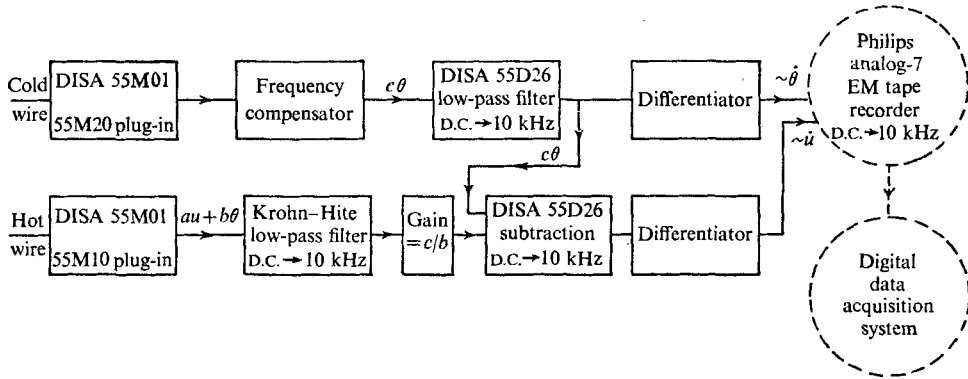 Cold
wire
DISA 55M01
55M20 plug-in
Frequency
compensator
cθ
DISA 55D26
low-pass filter
D.C. → 10 kHz
Differentiator
~θ̇
Philips
analog-7
EM tape
recorder
D.C. → 10 kHz
~u̇
cθ
Hot
wire
DISA 55M01
55M10 plug-in
au + bθ
Krohn–Hite
low-pass filter
D.C. → 10 kHz
Gain
= c/b
DISA 55D26
subtraction
D.C. → 10 kHz
Differentiator
Digital
data
acquisition
system